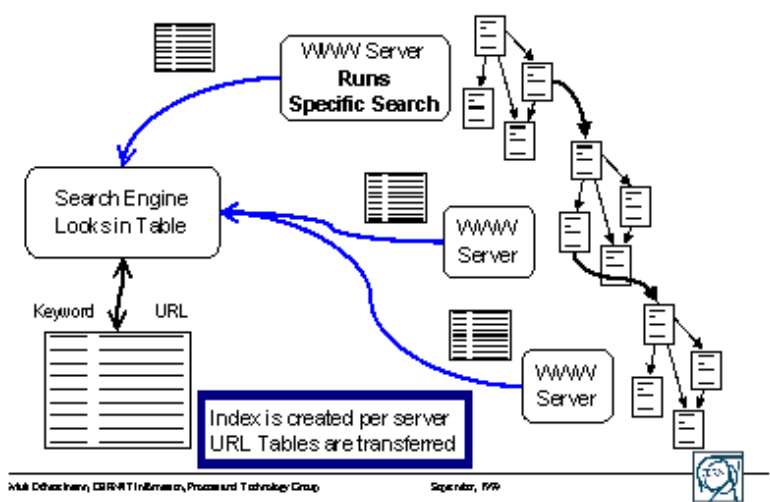 WWW Server
Runs
Specific Search
Search Engine
Looks in Table
WWW
Server
Keyword URL
WWW
Server
Index is created per server
URL Tables are transferred